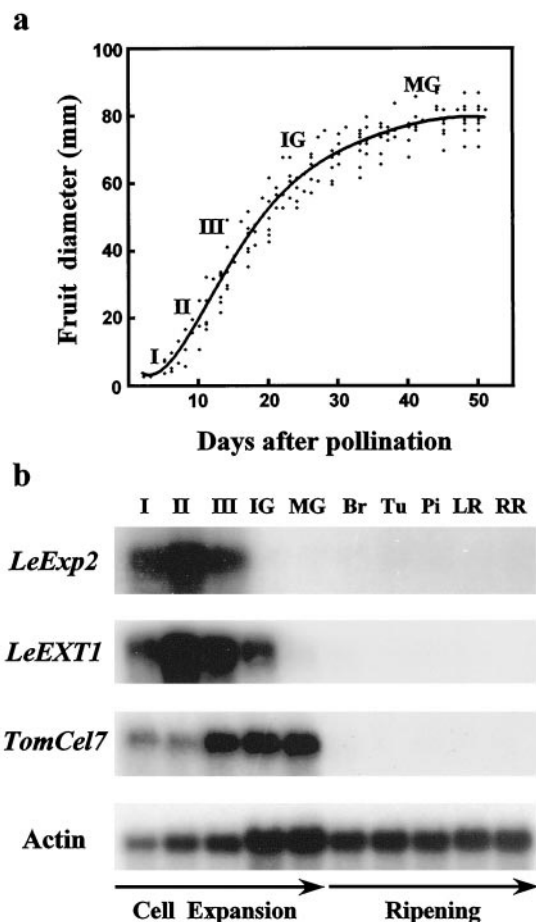 a
Fruit diameter (mm)
80
60
40
20
0
I
II
III
IG
MG
10 20 30 40 50
Days after pollination
b
I II III IG MG Br Tu Pi LR RR
LeExp2
LeEXT1
TomCel7
Actin
Cell Expansion Ripening